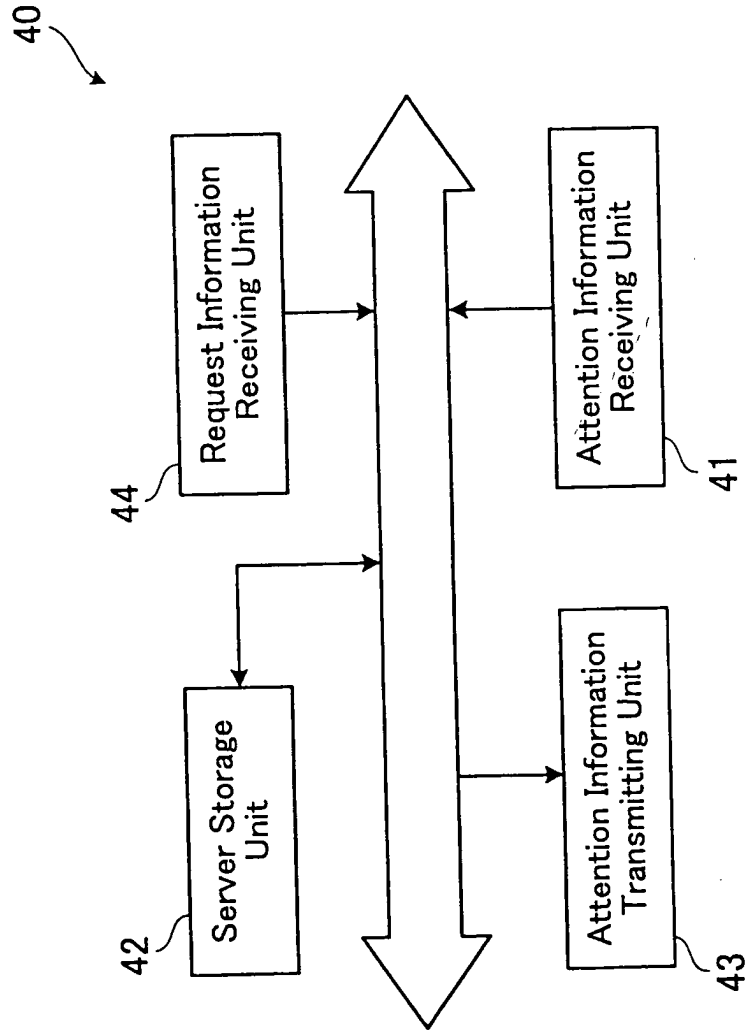 40
42
Server Storage
Unit
44
Request Information
Receiving Unit
43
Attention Information
Transmitting Unit
41
Attention Information
Receiving Unit